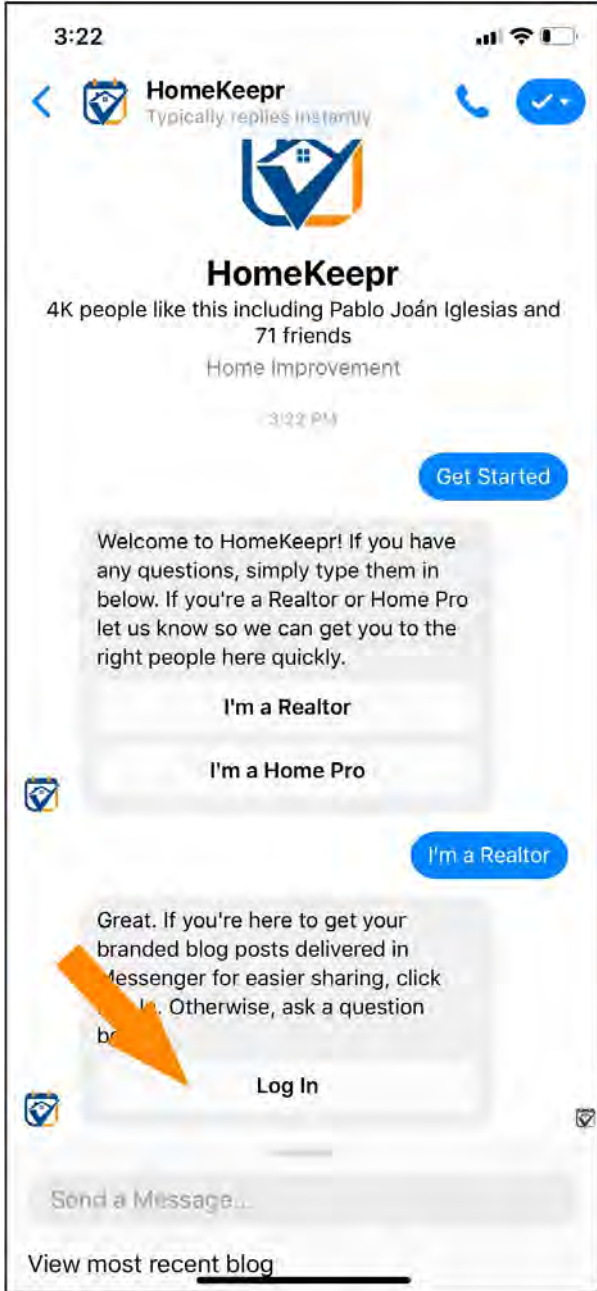 3:22
HomeKeepr
Typically replies instantly
HomeKeepr
4K people like this including Pablo Joán Iglesias and
71 friends
Home Improvement
3:22 PM
Get Started
Welcome to HomeKeepr! If you have
any questions, simply type them in
below. If you're a Realtor or Home Pro
let us know so we can get you to the
right people here quickly.
I'm a Realtor
I'm a Home Pro
I'm a Realtor
Great. If you're here to get your
branded blog posts delivered in
Messenger for easier sharing, click
Otherwise, ask a question
Log In
Send a Message...
View most recent blog